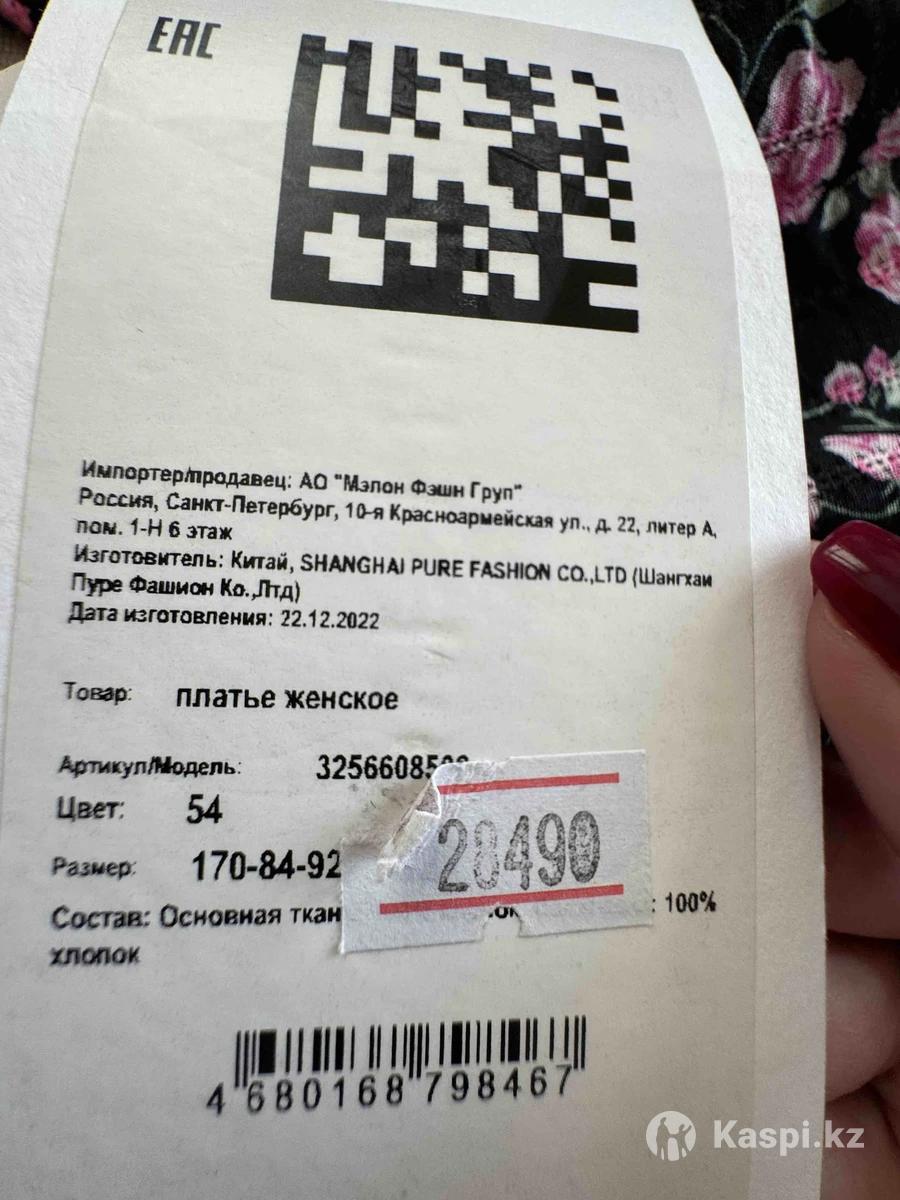 EAC
Импортер/продавец: АО "Мэлон Фэшн Груп"
Россия, Санкт-Петербург, 10-я Красноармейская ул., д. 22, литер А,
пом. 1-Н 6 этаж
Изготовитель: Китай, SHANGHAI PURE FASHION CO.,LTD (Шангхаи
Пуре Фашион Ко.,Лтд)
Дата изготовления: 22.12.2022
Товар: платье женское
Артикул/Модель: 32566085
Цвет: 54
28490
Размер: 170-84-92
Состав: Основная : 100%
хлопок
4 680168 798467
Kaspi.kz